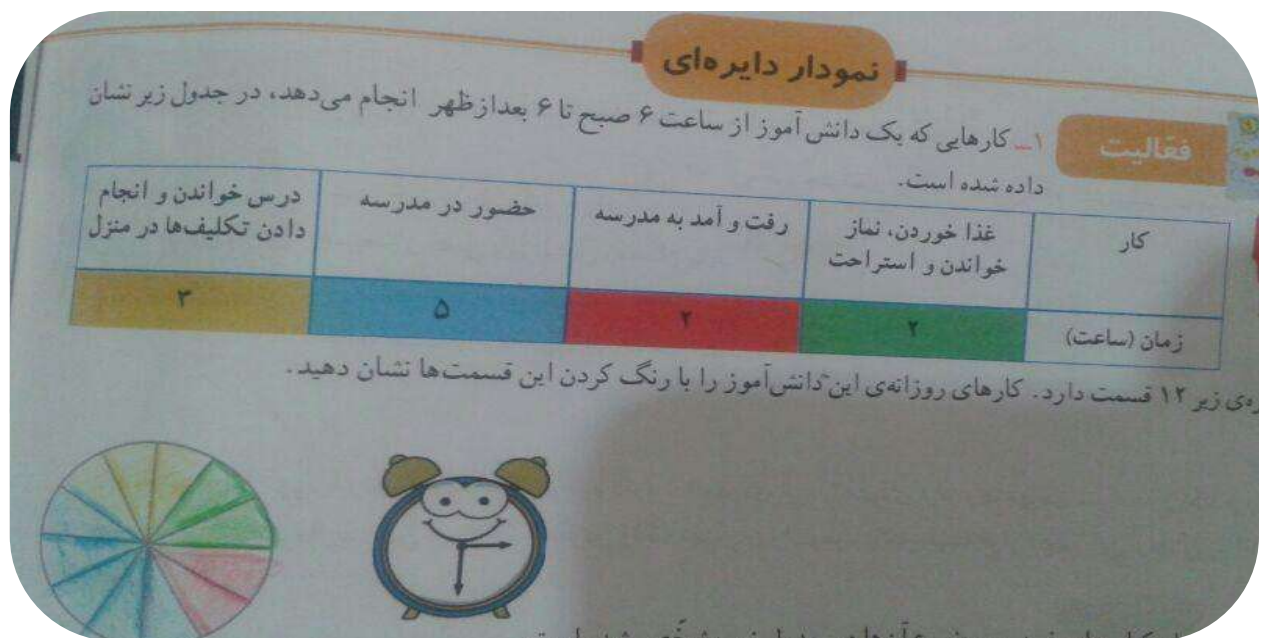 نمودار دایره‌ای
فعّالیت
۱ــ کارهایی که یک دانش آموز از ساعت ۶ صبح تا ۶ بعدازظهر انجام می‌دهد، در جدول زیر نشان
داده شده است.
کار
غذا خوردن، نماز
خواندن و استراحت
رفت و آمد به مدرسه
حضور در مدرسه
درس خواندن و انجام
دادن تکلیف‌ها در منزل
زمان (ساعت)
۲
۲
۵
۳
زیر ۱۲ قسمت دارد. کارهای روزانه‌ی این دانش‌آموز را با رنگ کردن این قسمت‌ها نشان دهید.